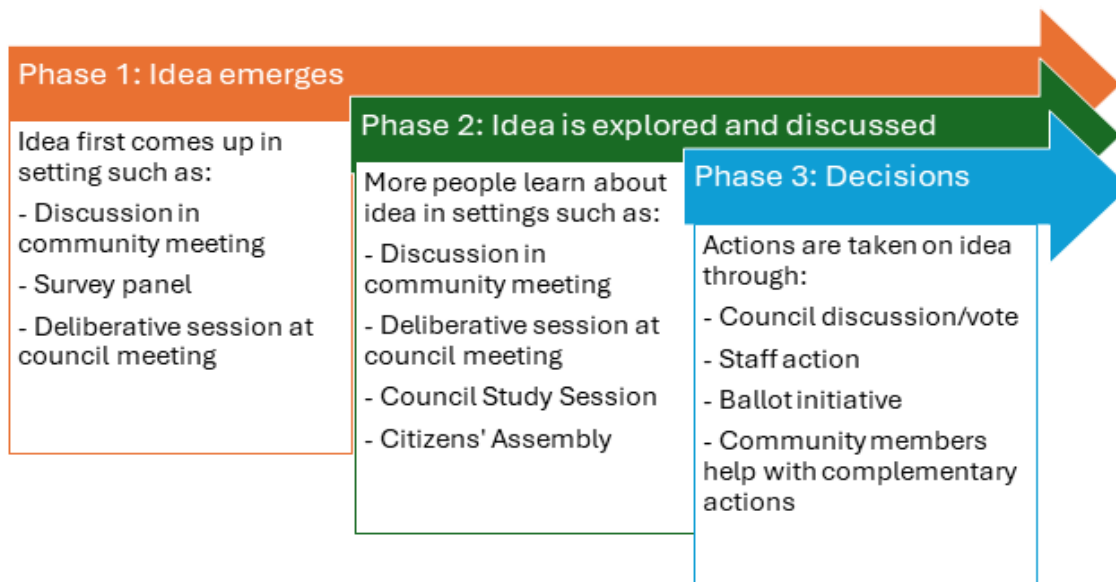 Phase 1: Idea emerges
Idea first comes up in
setting such as:
- Discussion in
community meeting
- Survey panel
- Deliberative session at
council meeting
Phase 2: Idea is explored and discussed
More people learn about
idea in settings such as:
- Discussion in
community meeting
- Deliberative session at
council meeting
- Council Study Session
- Citizens' Assembly
Phase 3: Decisions
Actions are taken on idea
through:
- Council discussion/vote
- Staff action
- Ballot initiative
- Community members
help with complementary
actions